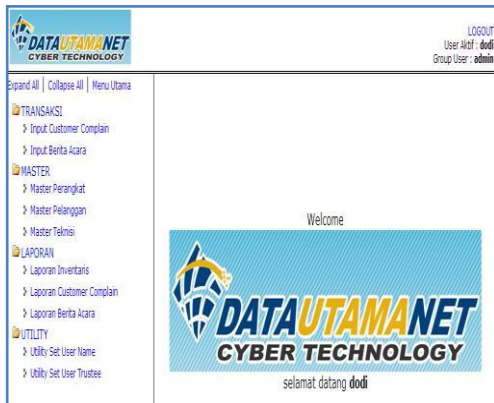 DATAUTAMANET
CYBER TECHNOLOGY
LOGOUT
User Aktif : dodi
Group User : admin
Expand All | Collapse All | Menu Utama
TRANSAKSI
Input Customer Complain
Input Berita Acara
MASTER
Master Perangkat
Master Pelanggan
Master Teknisi
LAPORAN
Laporan Inventaris
Laporan Customer Complain
Laporan Berita Acara
UTILITY
Utility Set User Name
Utility Set User Trustee
Welcome
DATAUTAMANET
CYBER TECHNOLOGY
selamat datang dodi